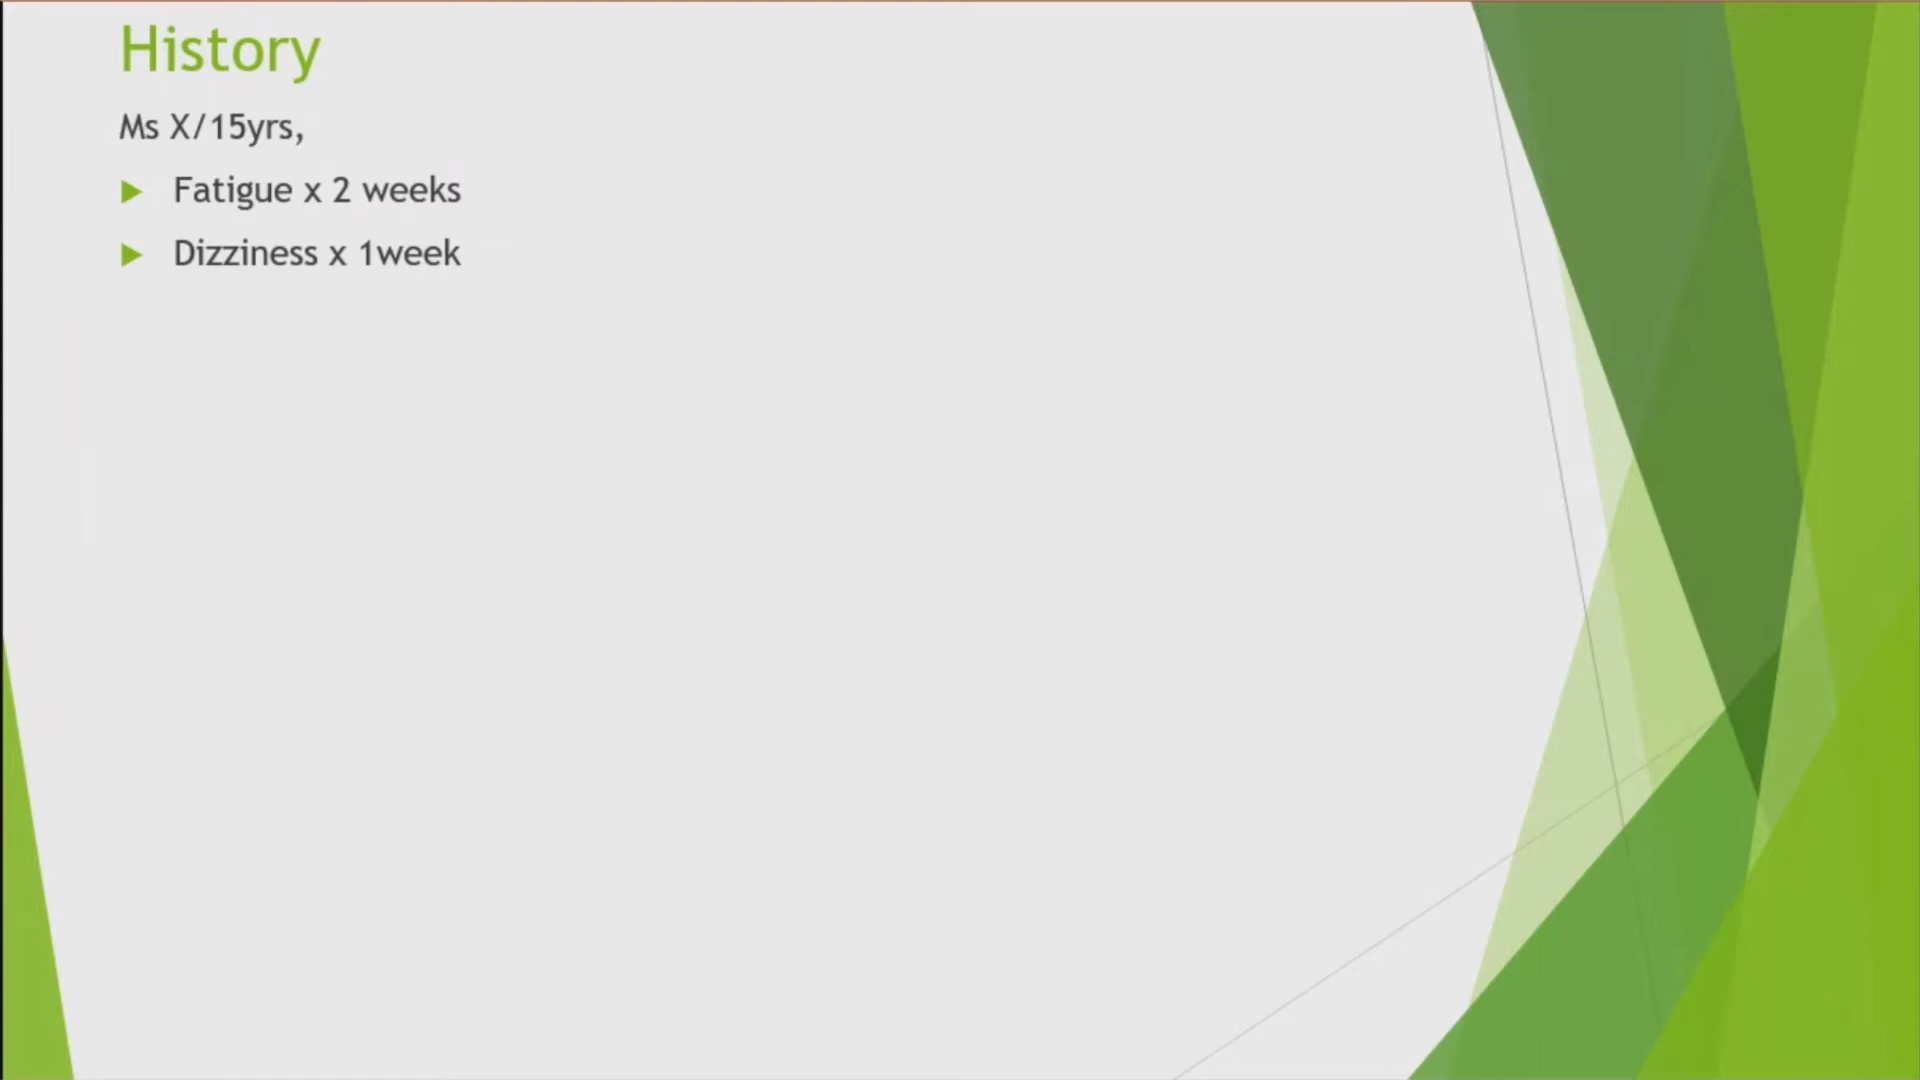 History
Ms X/15yrs,
Fatigue x 2 weeks
Dizziness x 1week